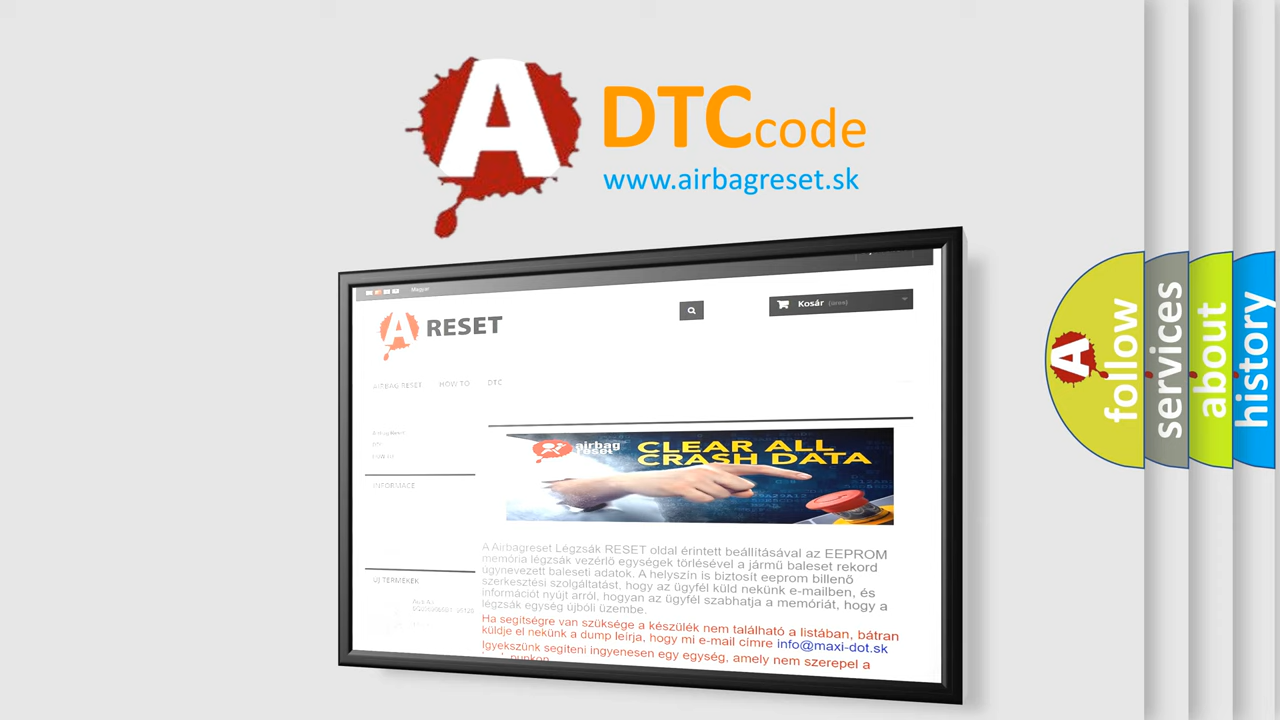 A
DTCcode
www.airbagreset.sk
Magyar
A RESET
Kosár (üres)
AIRBAG RESET HOW TO DTC
Airbag Reset
DTC
INFORMACE
airbag
reset
CLEAR ALL
CRASH DATA
A Airbagreset Légzsák RESET oldal érintett beállításával az EEPROM
memória légzsák vezérlő egységek törlésével a jármű baleset rekord
úgynevezett baleseti adatok. A helyszín is biztosít eeprom billenő
szerkesztési szolgáltatást, hogy az ügyfél küld nekünk e-mailben, és
információt nyújt arról, hogyan az ügyfél szabhatja a memóriát, hogy a
légzsák egység újbóli üzembe.
ÚJ TERMÉKEK
Ha segítségre van szüksége a készülék nem található a listában, bátran
küldje el nekünk a dump leírja, hogy mi e-mail címre info@maxi-dot.sk
Igyekszünk segíteni ingyenesen egy egység, amely nem szerepel a
A
follow
services
about
history